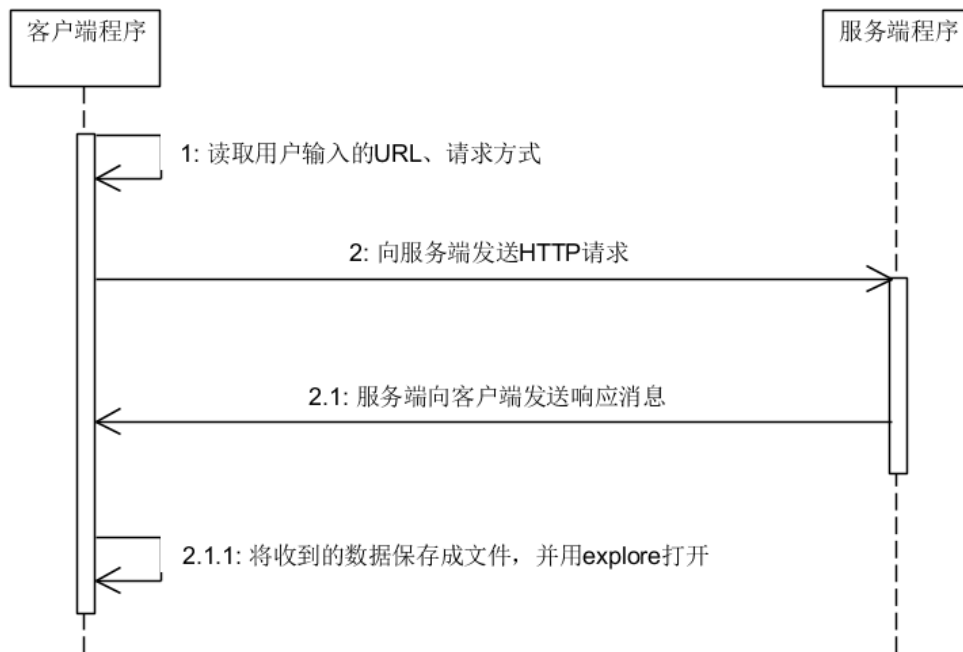 客户端程序
服务端程序
1: 读取用户输入的URL、请求方式
2: 向服务端发送HTTP请求
2.1: 服务端向客户端发送响应消息
2.1.1: 将收到的数据保存成文件，并用explore打开